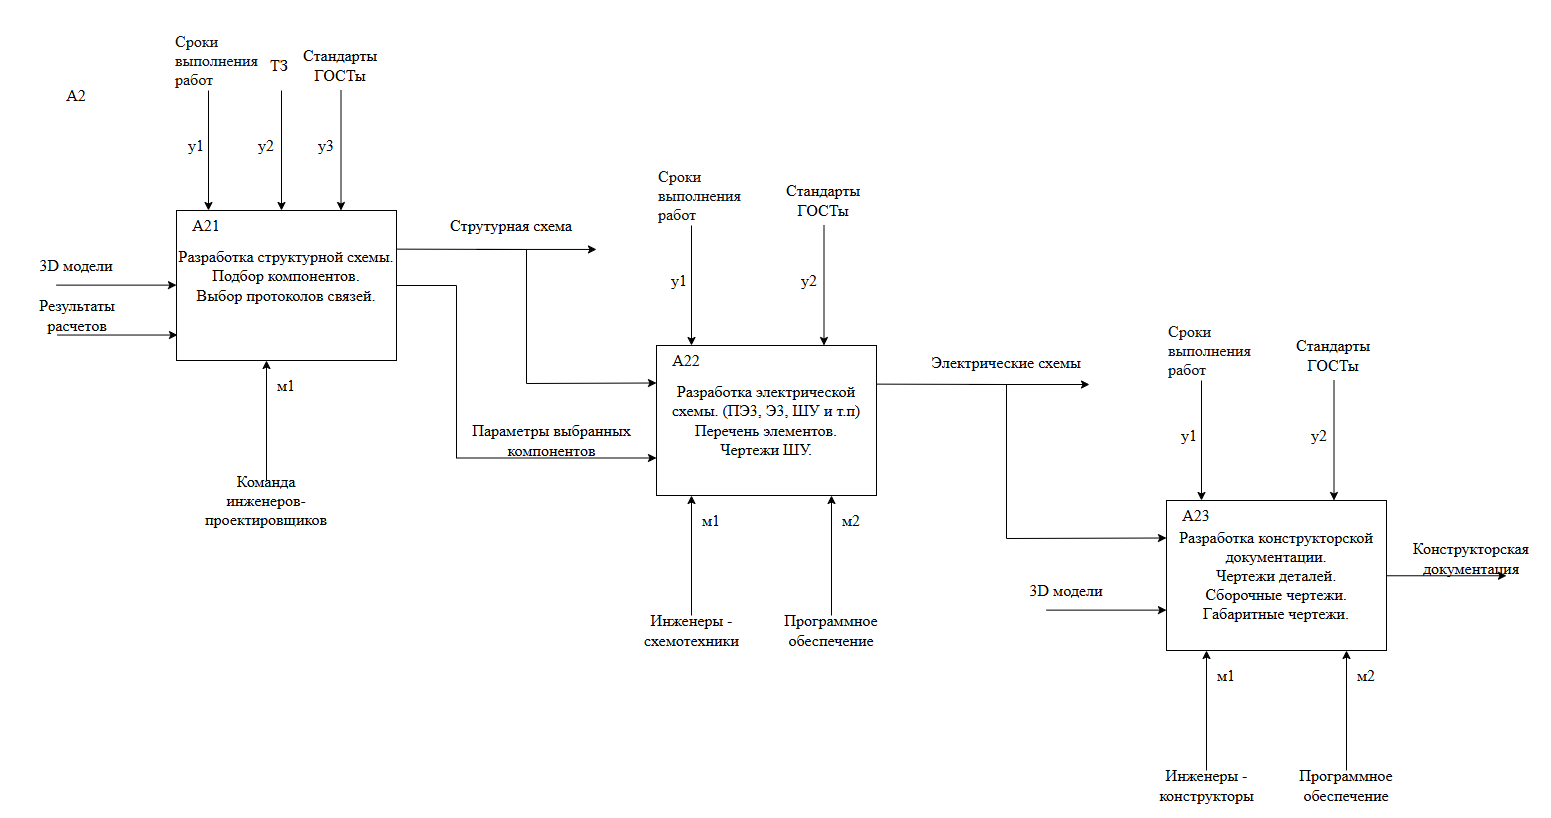 A2
Сроки
выполнения
работ
ТЗ
Стандарты
ГОСТы
у1
у2
у3
A21
Разработка структурной схемы.
Подбор компонентов.
Выбор протоколов связей.
3D модели
Результаты
расчетов
м1
Команда
инженеров-
проектировщиков
Струтурная схема
Параметры выбранных
компонентов
Сроки
выполнения
работ
Стандарты
ГОСТы
у1
у2
A22
Разработка электрической
схемы. (ПЭ3, Э3, ШУ и т.п)
Перечень элементов.
Чертежи ШУ.
м1
м2
Инженеры -
схемотехники
Программное
обеспечение
Электрические схемы
Сроки
выполнения
работ
Стандарты
ГОСТы
у1
у2
A23
Разработка конструкторской
документации.
Чертежи деталей.
Сборочные чертежи.
Габаритные чертежи.
3D модели
Конструкторская
документация
м1
м2
Инженеры -
конструкторы
Программное
обеспечение